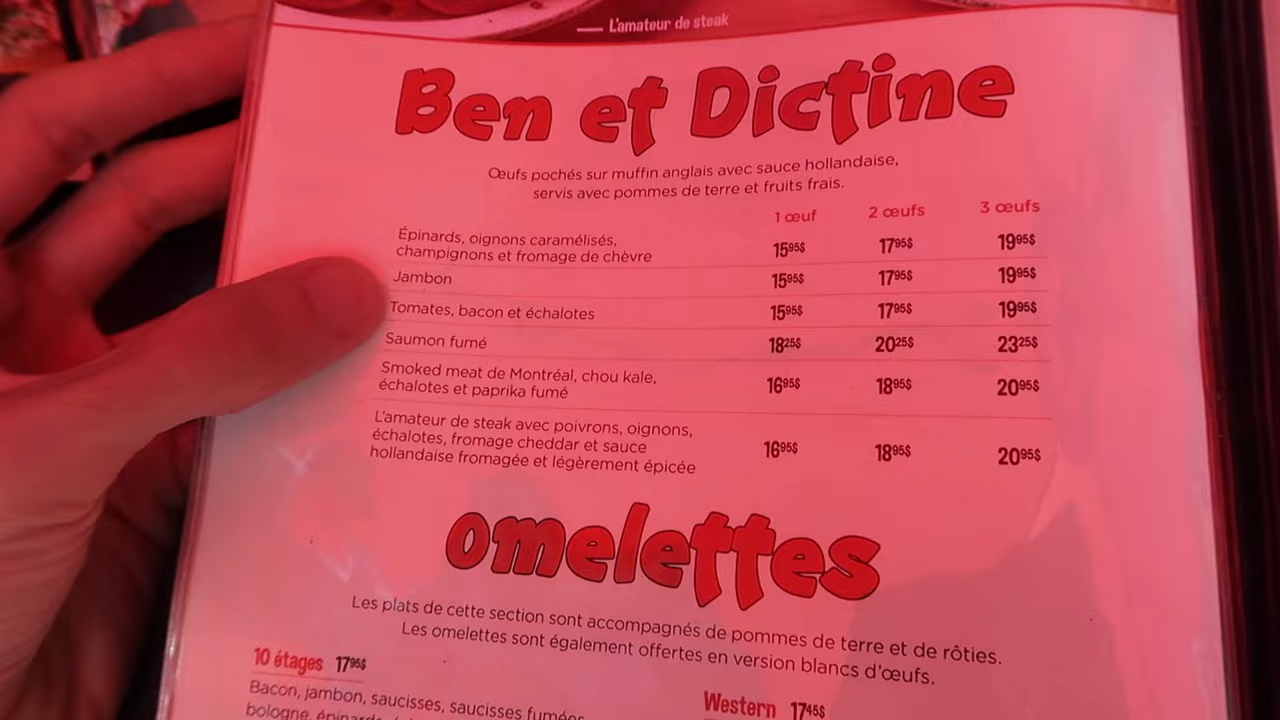 L'amateur de steak
Ben et Dictine
Œufs pochés sur muffin anglais avec sauce hollandaise,
servis avec pommes de terre et fruits frais.
1 œuf 2 œufs 3 œufs
Épinards, oignons caramélisés,
champignons et fromage de chèvre 15⁹⁵$ 17⁹⁵$ 19⁹⁵$
Jambon 15⁹⁵$ 17⁹⁵$ 19⁹⁵$
Tomates, bacon et échalotes 15⁹⁵$ 17⁹⁵$ 19⁹⁵$
Saumon fumé 18²⁵$ 20²⁵$ 23²⁵$
Smoked meat de Montréal, chou kale,
échalotes et paprika fumé 16⁹⁵$ 18⁹⁵$ 20⁹⁵$
L'amateur de steak avec poivrons, oignons,
échalotes, fromage cheddar et sauce 16⁹⁵$ 18⁹⁵$ 20⁹⁵$
hollandaise fromagée et légèrement épicée
omelettes
Les plats de cette section sont accompagnés de pommes de terre et de rôties.
Les omelettes sont également offertes en version blancs d'œufs.
10 étages 17⁹⁵$
Bacon, jambon, saucisses, saucisses fumées
bologne,
Western 17⁴⁵$